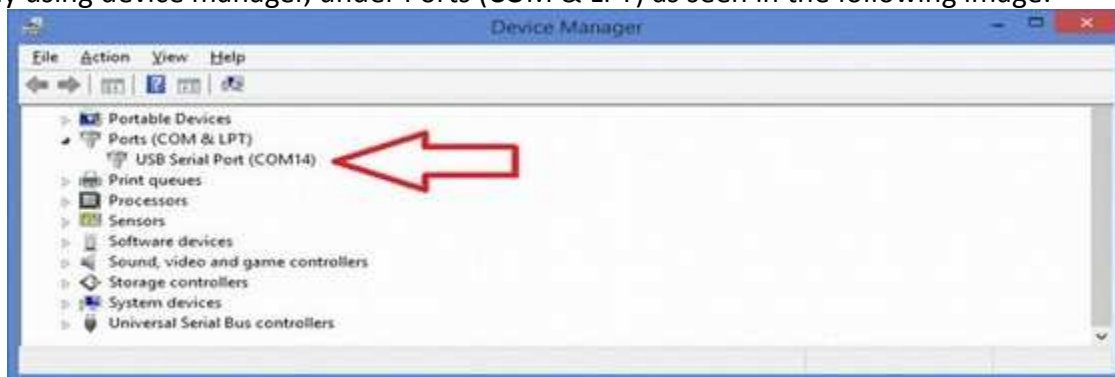 by using device manager, under Ports (COM & LPT) as seen in the following image:
Device Manager
File Action View Help
Portable Devices
Ports (COM & LPT)
USB Serial Port (COM14)
Print queues
Processors
Sensors
Software devices
Sound, video and game controllers
Storage controllers
System devices
Universal Serial Bus controllers